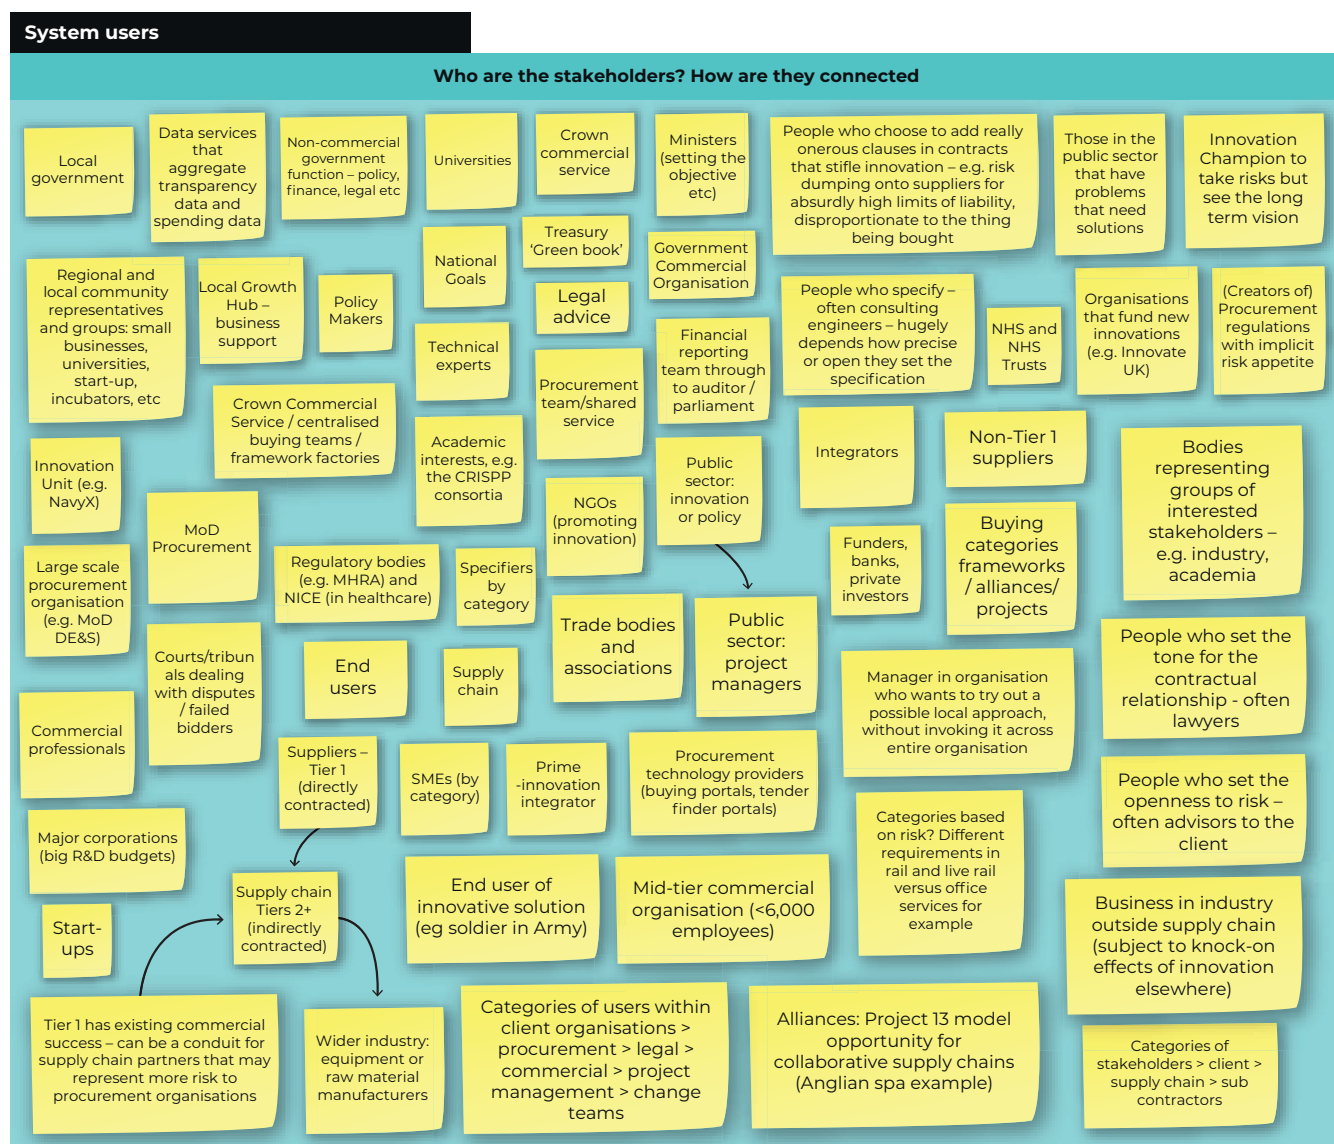 System users
Who are the stakeholders? How are they connected
Local
government
Data services
that
aggregate
transparency
data and
spending data
Non-commercial
government
function – policy,
finance, legal etc
Universities
Crown
commercial
service
Ministers
(setting the
objective
etc)
People who choose to add really
onerous clauses in contracts
that stifle innovation – e.g. risk
dumping onto suppliers for
absurdly high limits of liability,
disproportionate to the thing
being bought
Those in the
public sector
that have
problems
that need
solutions
Innovation
Champion to
take risks but
see the long
term vision
Regional and
local community
representatives
and groups: small
businesses,
universities,
start-up,
incubators, etc
Local Growth
Hub –
business
support
Policy
Makers
National
Goals
Treasury
‘Green book’
Legal
advice
Government
Commercial
Organisation
People who specify –
often consulting
engineers – hugely
depends how precise
or open they set the
specification
NHS and
NHS
Trusts
Organisations
that fund new
innovations
(e.g. Innovate
UK)
(Creators of)
Procurement
regulations
with implicit
risk appetite
Technical
experts
Procurement
team/shared
service
Financial
reporting
team through
to auditor /
parliament
Crown Commercial
Service / centralised
buying teams /
framework factories
Academic
interests, e.g.
the CRISPP
consortia
Integrators
Non-Tier 1
suppliers
Bodies
representing
groups of
interested
stakeholders –
e.g. industry,
academia
Innovation
Unit (e.g.
NavyX)
MoD
Procurement
NGOs
(promoting
innovation)
Public
sector:
innovation
or policy
Funders,
banks,
private
investors
Buying
categories
frameworks
/ alliances/
projects
Large scale
procurement
organisation
(e.g. MoD
DE&S)
Regulatory bodies
(e.g. MHRA) and
NICE (in healthcare)
Specifiers
by
category
Trade bodies
and
associations
Public
sector:
project
managers
People who set the
tone for the
contractual
relationship - often
lawyers
Courts/tribun
als dealing
with disputes
/ failed
bidders
End
users
Supply
chain
Manager in organisation
who wants to try out a
possible local approach,
without invoking it across
entire organisation
Commercial
professionals
Suppliers –
Tier 1
(directly
contracted)
SMEs (by
category)
Prime
-innovation
integrator
Procurement
technology providers
(buying portals, tender
finder portals)
People who set the
openness to risk –
often advisors to the
client
Major corporations
(big R&D budgets)
Categories based
on risk? Different
requirements in
rail and live rail
versus office
services for
example
Start-
ups
Supply chain
Tiers 2+
(indirectly
contracted)
End user of
innovative solution
(eg soldier in Army)
Mid-tier commercial
organisation (<6,000
employees)
Business in industry
outside supply chain
(subject to knock-on
effects of innovation
elsewhere)
Tier 1 has existing commercial
success – can be a conduit for
supply chain partners that may
represent more risk to
procurement organisations
Wider industry:
equipment or
raw material
manufacturers
Categories of users within
client organisations >
procurement > legal >
commercial > project
management > change
teams
Alliances: Project 13 model
opportunity for
collaborative supply chains
(Anglian spa example)
Categories of
stakeholders > client >
supply chain > sub
contractors